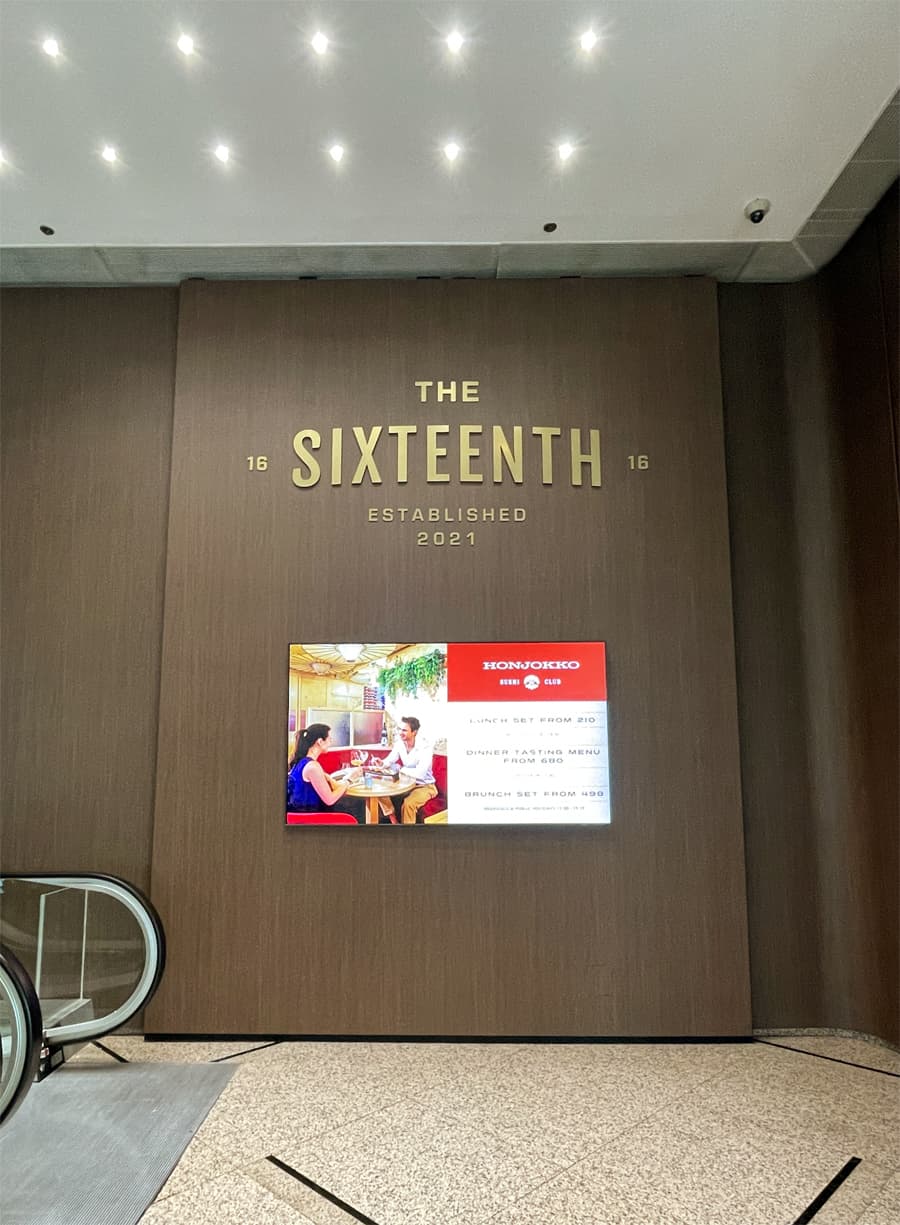 THE
16 SIXTEENTH 16
ESTABLISHED
2021
HONJOKKO
SUSHI CLUB
LUNCH SET FROM 210
DINNER TASTING MENU
FROM 680
BRUNCH SET FROM 498